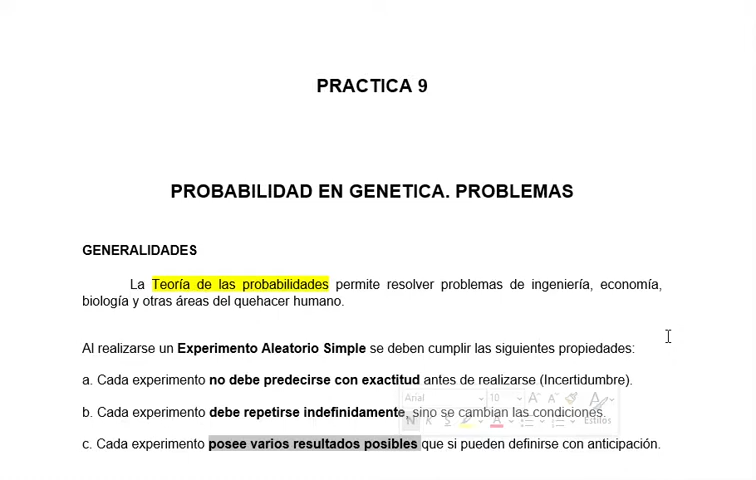 PRACTICA 9
PROBABILIDAD EN GENETICA. PROBLEMAS
GENERALIDADES
La Teoría de las probabilidades permite resolver problemas de ingeniería, economía,
biología y otras áreas del quehacer humano.
Al realizarse un Experimento Aleatorio Simple se deben cumplir las siguientes propiedades:
a. Cada experimento no debe predecirse con exactitud antes de realizarse (Incertidumbre).
Arial 10
b. Cada experimento debe repetirse indefinidamente, sino se cambian las condiciones.
N K S Estilos
c. Cada experimento posee varios resultados posibles que si pueden definirse con anticipación.